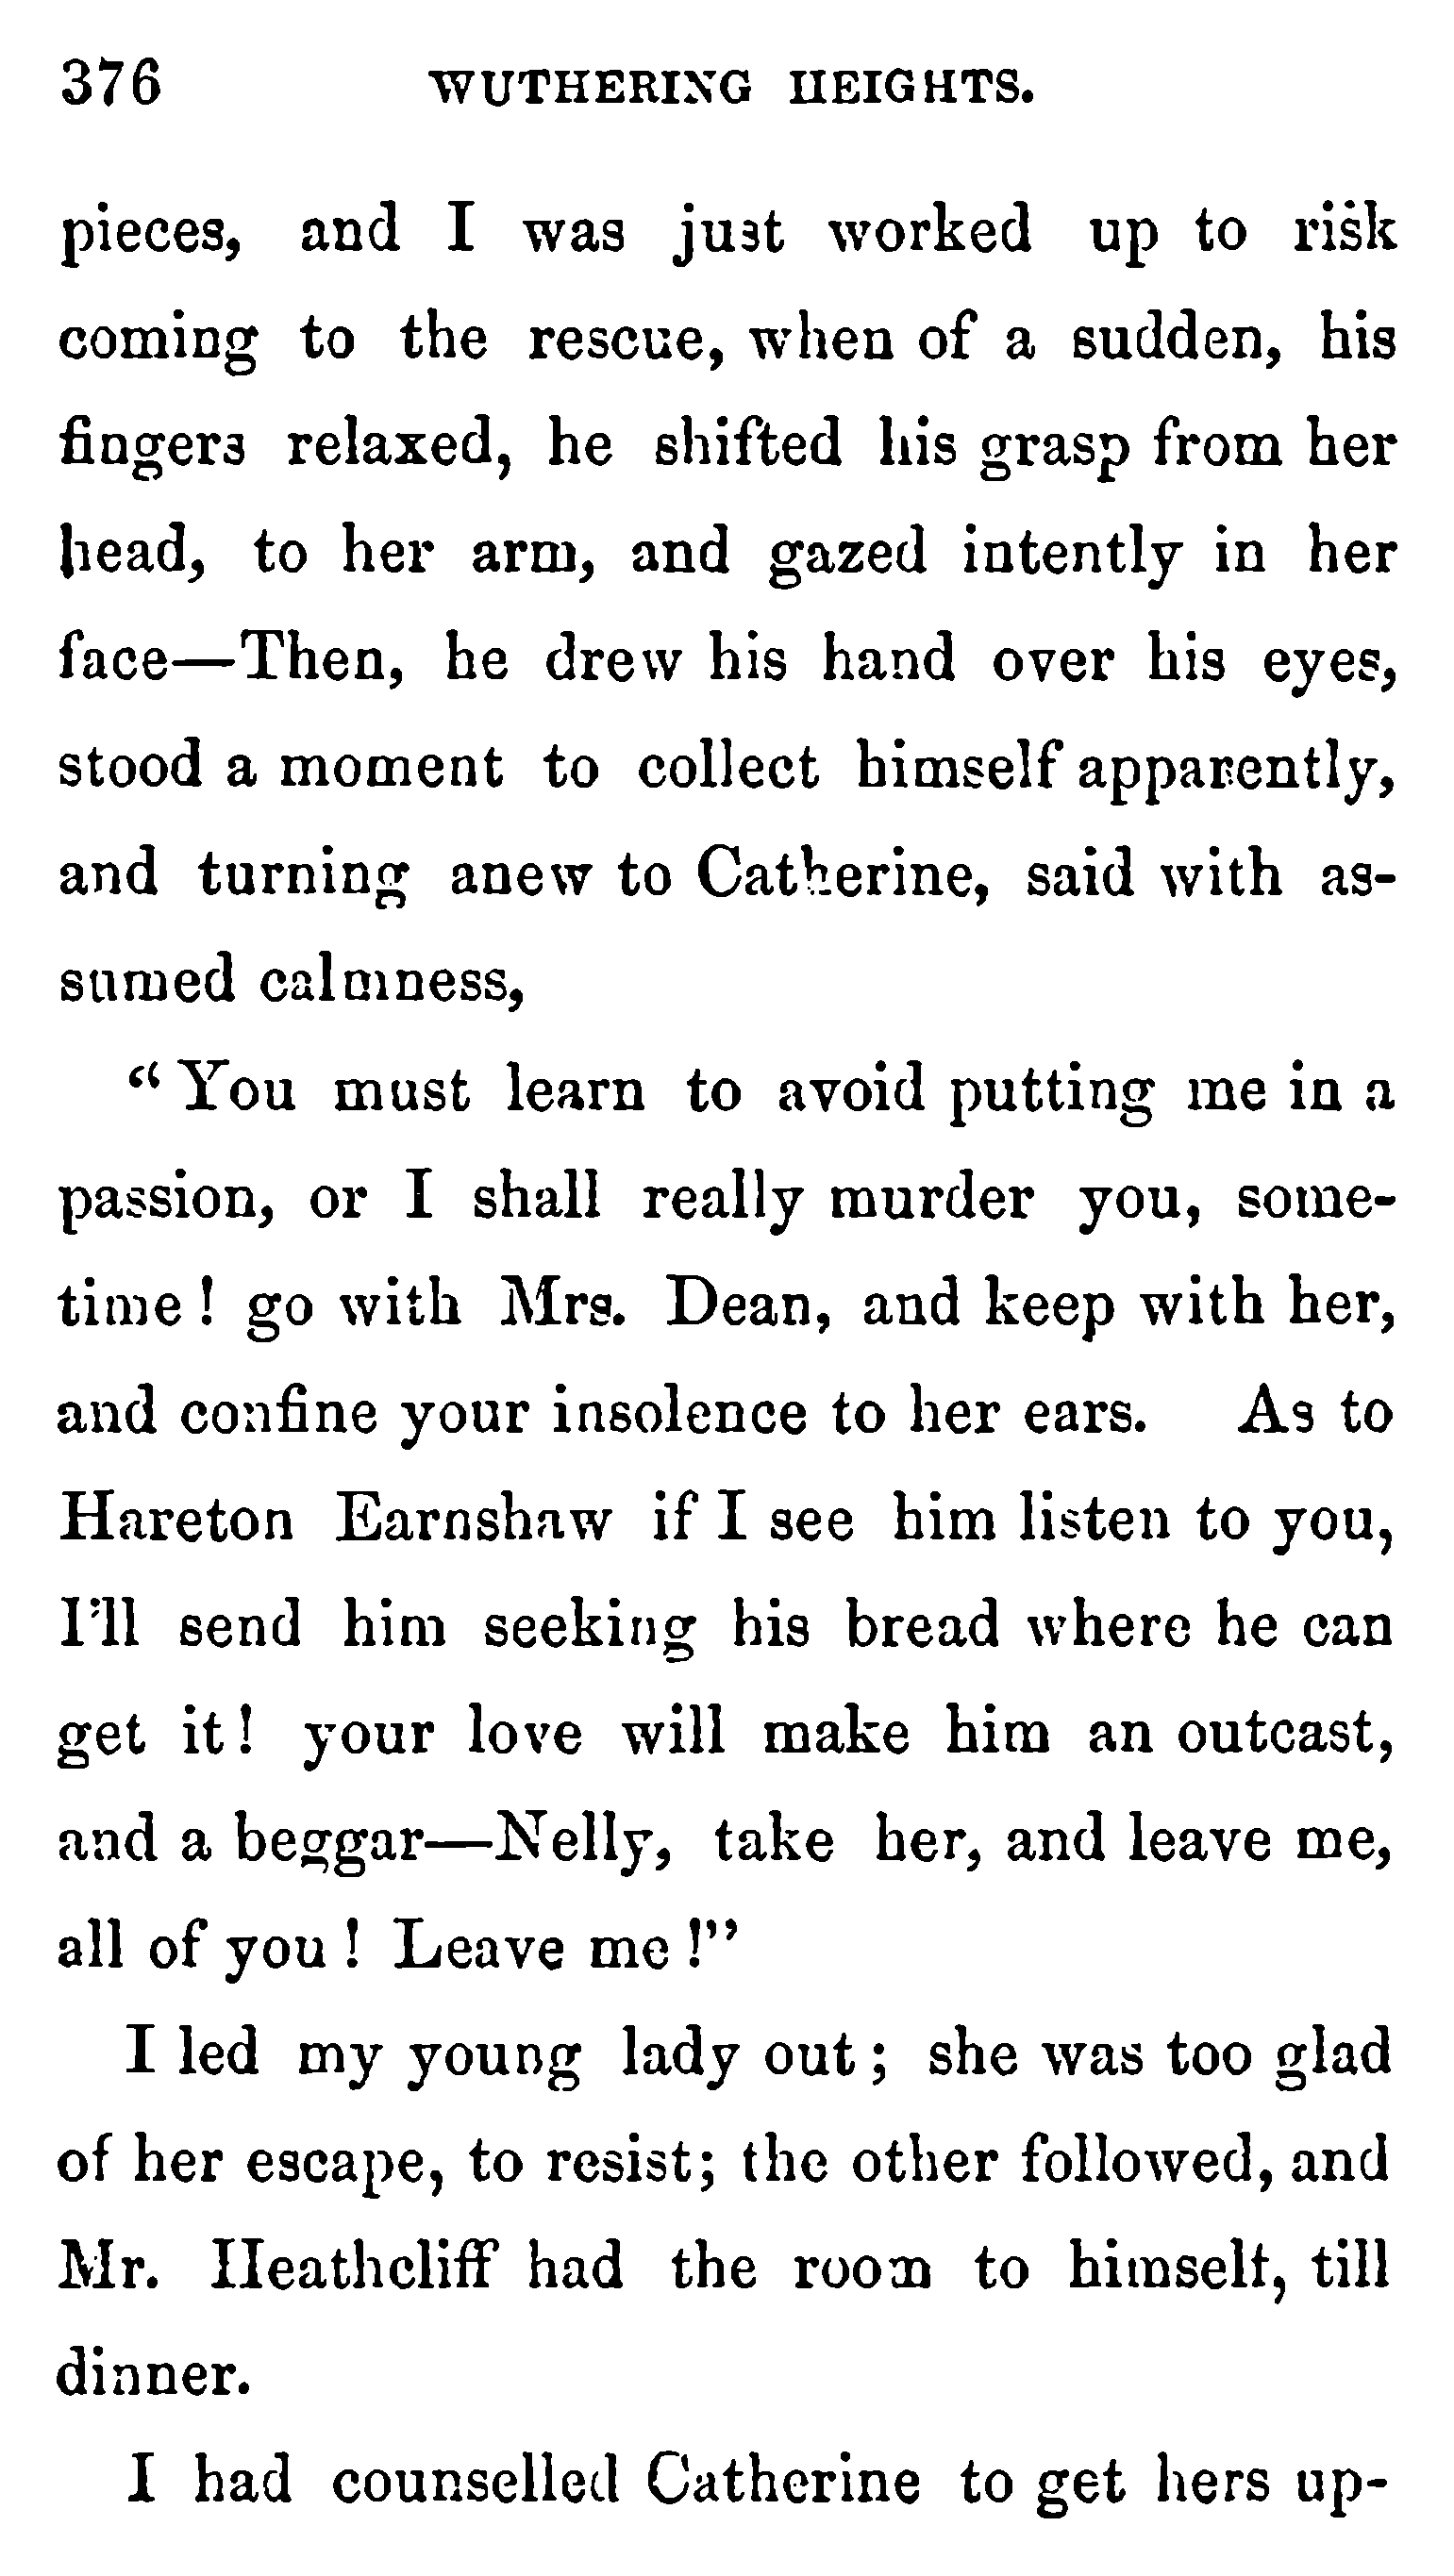 376 WUTHERING HEIGHTS.
pieces, and I was just worked up to risk
coming to the rescue, when of a sudden, his
fingers relaxed, he shifted his grasp from her
head, to her arm, and gazed intently in her
face—Then, he drew his hand over his eyes,
stood a moment to collect himself apparently,
and turning anew to Catherine, said with as-
sumed calmness,
"You must learn to avoid putting me in a
passion, or I shall really murder you, some-
time! go with Mrs. Dean, and keep with her,
and confine your insolence to her ears. As to
Hareton Earnshaw if I see him listen to you,
I'll send him seeking his bread where he can
get it! your love will make him an outcast,
and a beggar—Nelly, take her, and leave me,
all of you! Leave me!"
I led my young lady out; she was too glad
of her escape, to resist; the other followed, and
Mr. Heathcliff had the room to himself, till
dinner.
I had counselled Catherine to get hers up-